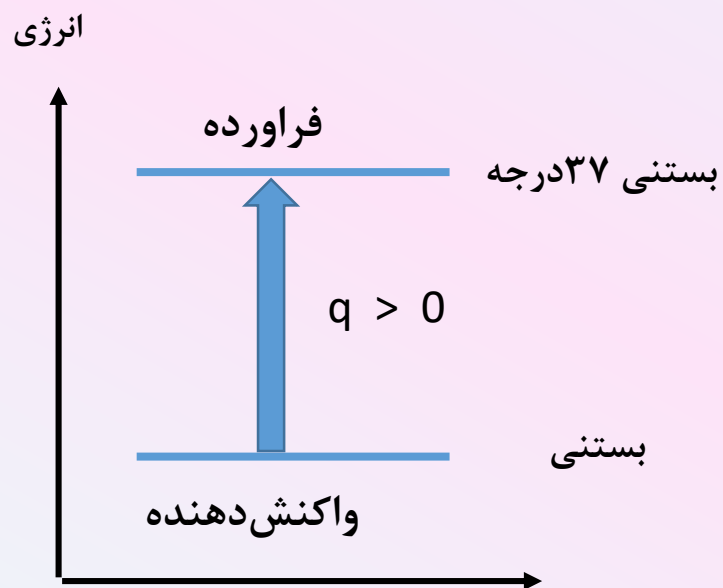 انرژی
فراورده
بستنی ۳۷درجه
q > 0
بستنی
واکنش‌دهنده